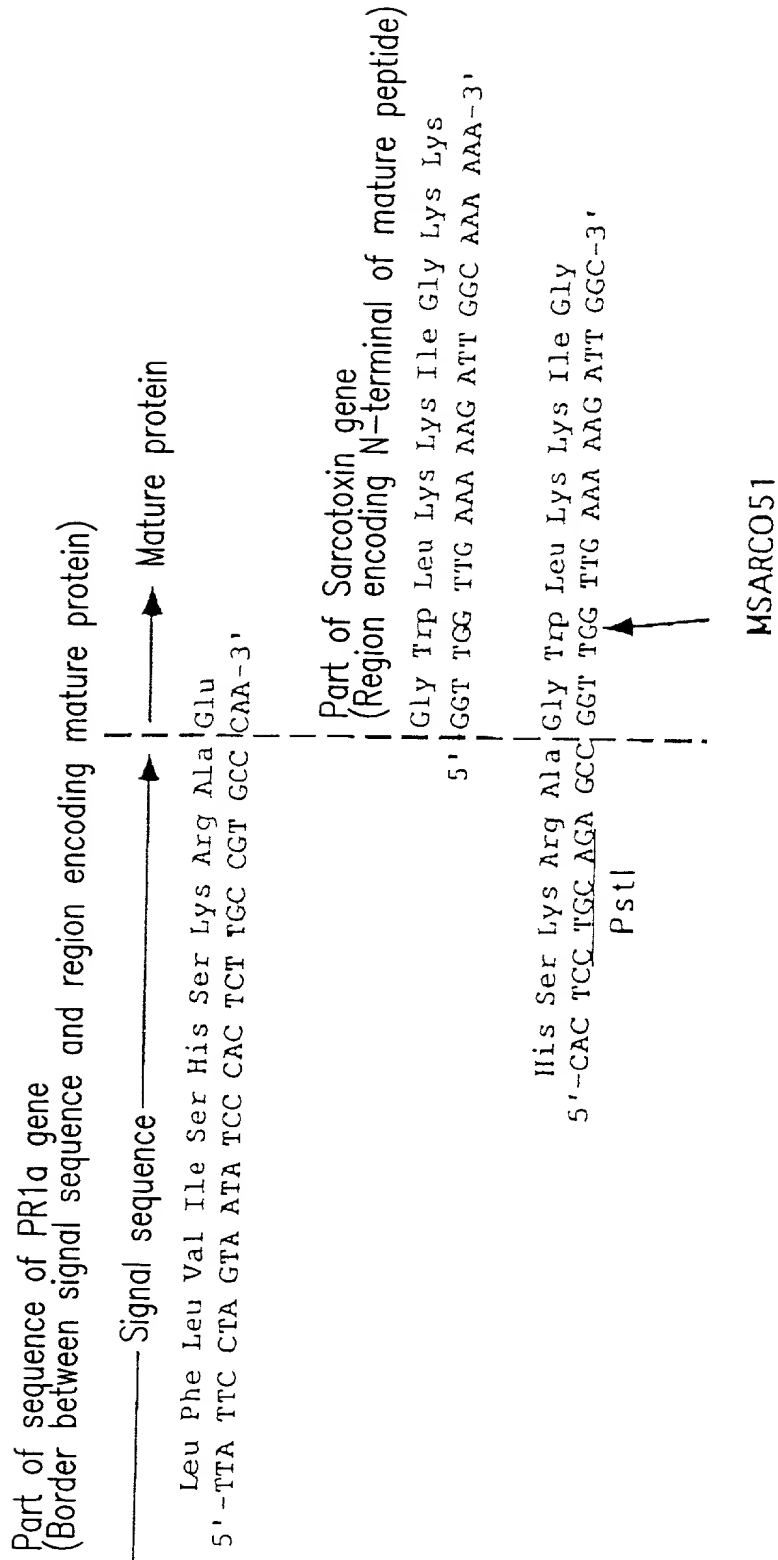 Part of sequence of PR1a gene
(Border between signal sequence and region encoding mature protein)
Signal sequence
Mature protein
Leu Phe Leu Val Ile Ser His Ser Lys Arg Ala Glu
5'-TTA TTC CTA GTA ATA TCC CAC TCT TGC CGT GCC CAA-3'
Part of Sarcotoxin gene
(Region encoding N-terminal of mature peptide)
Gly Trp Leu Lys Lys Ile Gly Lys Lys
5' GGT TGG TTG AAA AAG ATT GGC AAA AAA-3'
His Ser Lys Arg Ala Gly Trp Leu Lys Lys Ile Gly
5'-CAC TCC TGC AGA GCC GGT TGG TTG AAA AAG ATT GGC-3'
PstI
MSARCO51